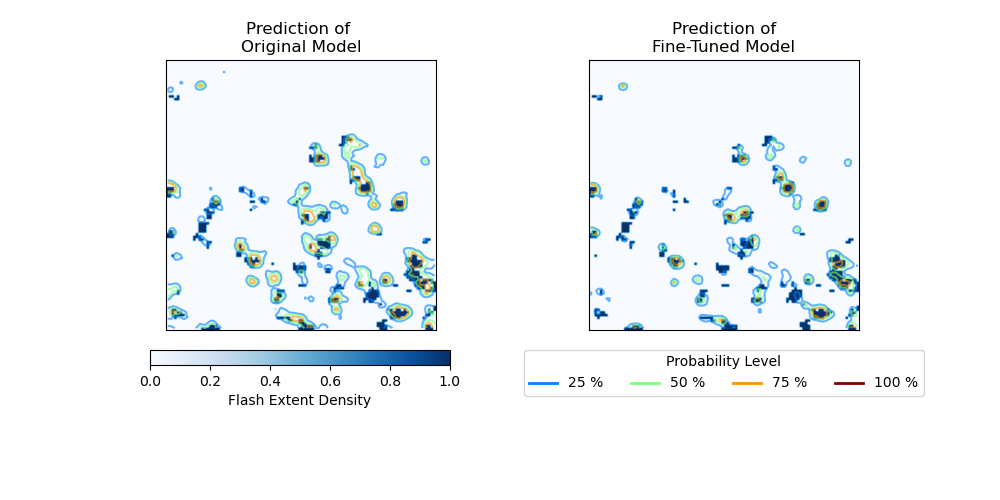 Prediction of
Original Model
Prediction of
Fine-Tuned Model
0.0 0.2 0.4 0.6 0.8 1.0
Flash Extent Density
Probability Level
25 % 50 % 75 % 100 %